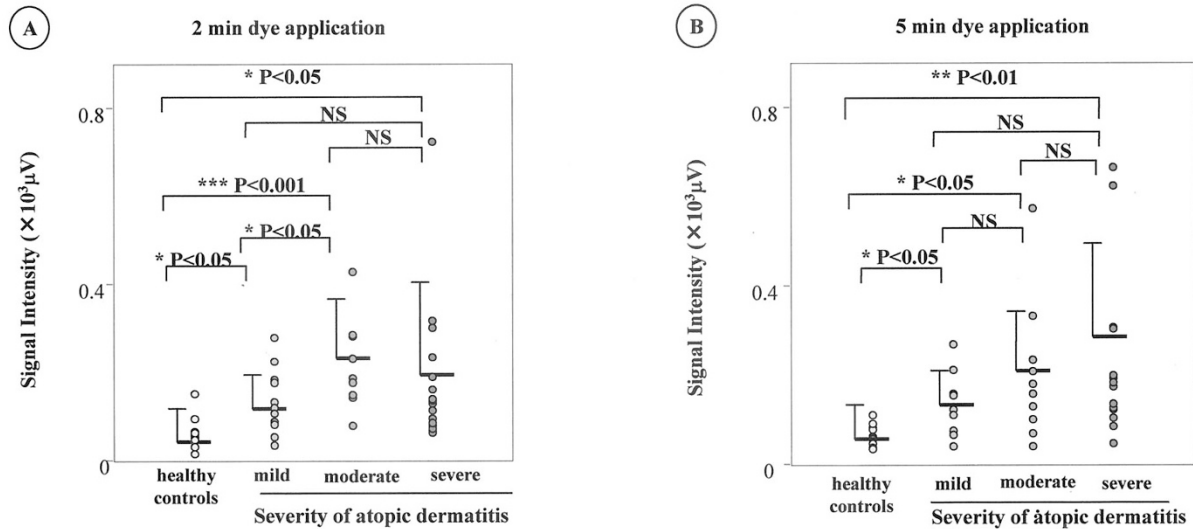 A
2 min dye application
Signal Intensity (×10³μV)
0.8
0.4
0
* P<0.05
NS
NS
*** P<0.001
* P<0.05
* P<0.05
healthy controls
mild
moderate
severe
Severity of atopic dermatitis
B
5 min dye application
Signal Intensity (×10³μV)
0.8
0.4
0
** P<0.01
NS
NS
* P<0.05
NS
* P<0.05
healthy controls
mild
moderate
severe
Severity of atopic dermatitis